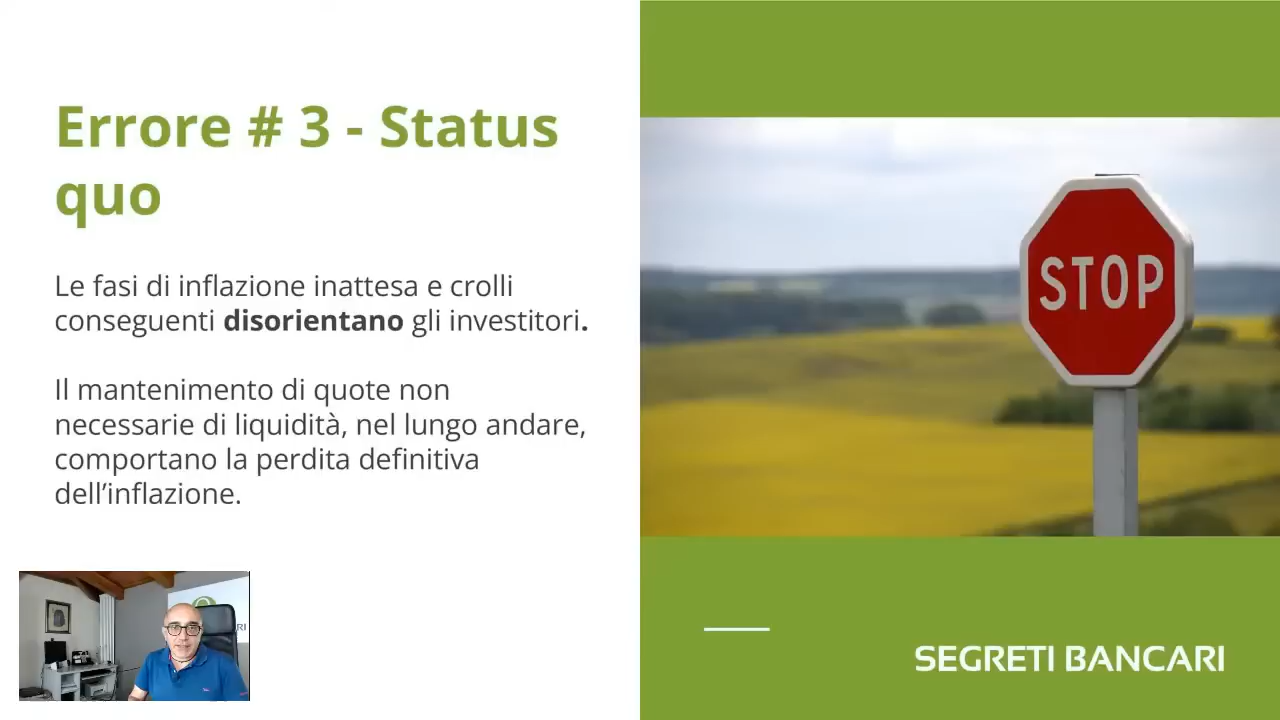 Errore # 3 - Status
quo
Le fasi di inflazione inattesa e crolli
conseguenti disorientano gli investitori.
Il mantenimento di quote non
necessarie di liquidità, nel lungo andare,
comportano la perdita definitiva
dell’inflazione.
STOP
SEGRETI BANCARI